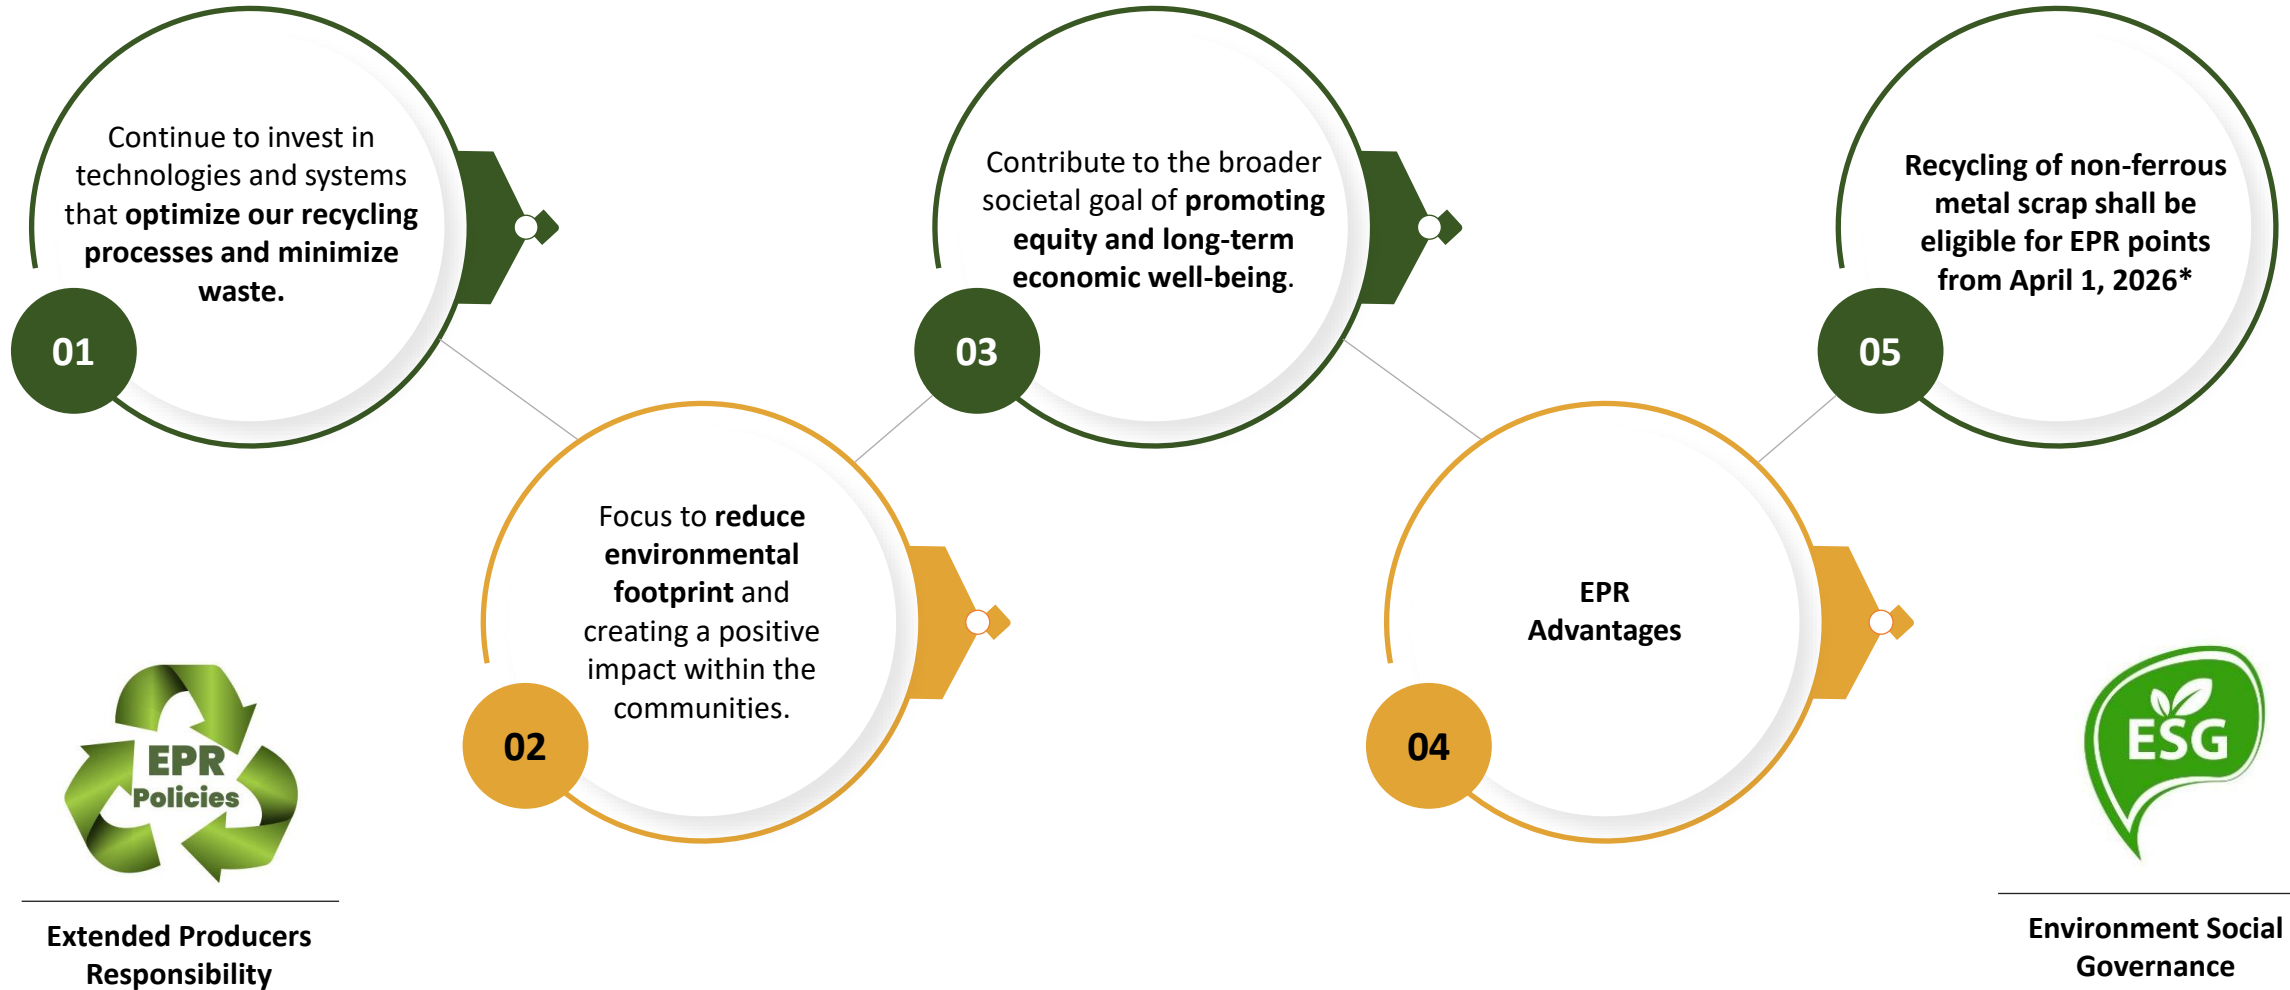 Continue to invest in
technologies and systems
that optimize our recycling
processes and minimize
waste.
01
Focus to reduce
environmental
footprint and
creating a positive
impact within the
communities.
02
Contribute to the broader
societal goal of promoting
equity and long-term
economic well-being.
03
EPR
Advantages
04
Recycling of non-ferrous
metal scrap shall be
eligible for EPR points
from April 1, 2026*
05
EPR
Policies
Extended Producers
Responsibility
ESG
Environment Social
Governance